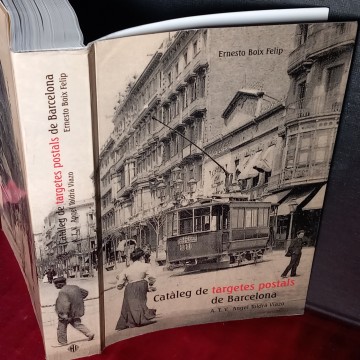 Ernesto Boix Felip
Catàleg de targetes postals
de Barcelona
A. T. V. Àngel Toldrà Viazo
Catàleg de targetes postals de Barcelona
Ernesto Boix Felip
A. T. V. Àngel Toldrà Viazo